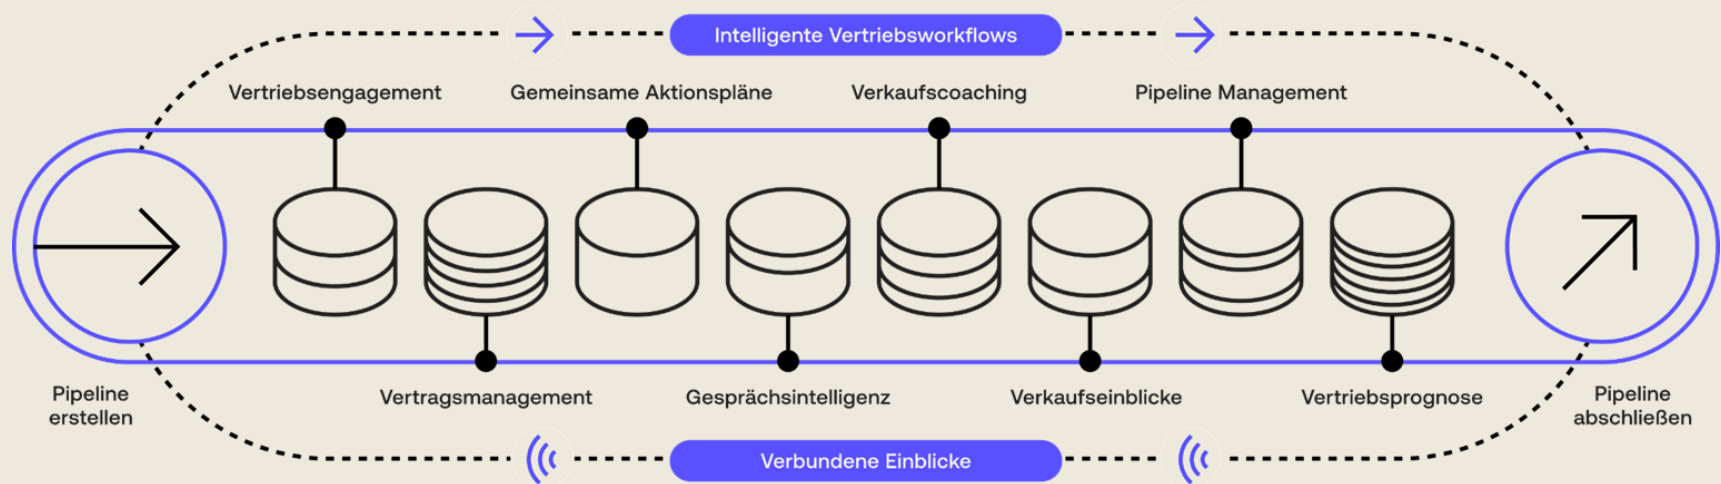 Intelligente Vertriebsworkflows
Vertriebsengagement
Gemeinsame Aktionspläne
Verkaufscoaching
Pipeline Management
Pipeline
erstellen
Vertragsmanagement
Gesprächsintelligenz
Verkaufseinblicke
Vertriebsprognose
Pipeline
abschließen
Verbundene Einblicke